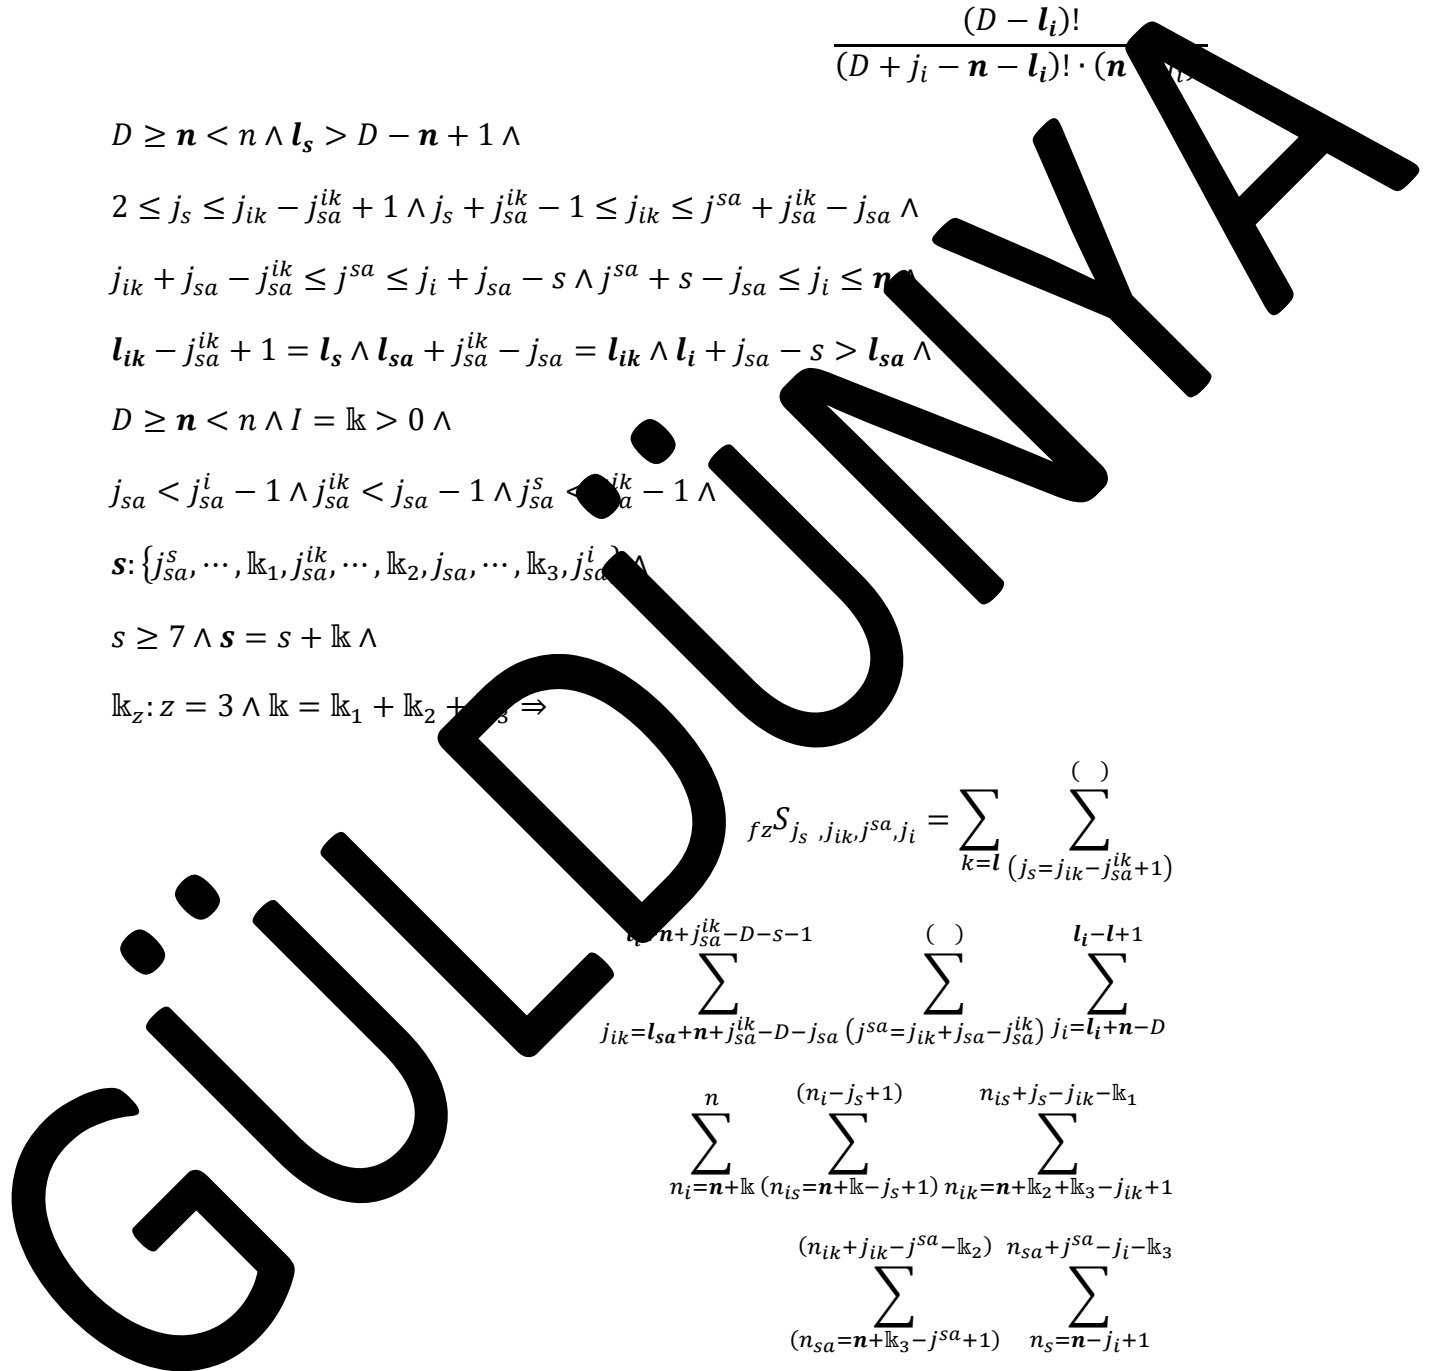 (D − l_i)!
(D + j_i − n − l_i)! · (n
D ≥ n < n ∧ l_s > D − n + 1 ∧
2 ≤ j_s ≤ j_ik − j_sa^ik + 1 ∧ j_s + j_sa^ik − 1 ≤ j_ik ≤ j^sa + j_sa^ik − j_sa ∧
j_ik + j_sa − j_sa^ik ≤ j^sa ≤ j_i + j_sa − s ∧ j^sa + s − j_sa ≤ j_i ≤ n ∧
l_ik − j_sa^ik + 1 = l_s ∧ l_sa + j_sa^ik − j_sa = l_ik ∧ l_i + j_sa − s > l_sa ∧
D ≥ n < n ∧ I = 𝕜 > 0 ∧
j_sa < j_sa^i − 1 ∧ j_sa^ik < j_sa − 1 ∧ j_sa^s < j_sa^ik − 1 ∧
s: {j_sa^s, ⋯, 𝕜_1, j_sa^ik, ⋯, 𝕜_2, j_sa, ⋯, 𝕜_3, j_sa^i} ∧
s ≥ 7 ∧ s = s + 𝕜 ∧
𝕜_z: z = 3 ∧ 𝕜 = 𝕜_1 + 𝕜_2 + 𝕜_3 ⇒
( )
fzS_{j_s ,j_ik,j^sa,j_i} = ∑ ∑
k=l (j_s=j_ik−j_sa^ik+1)
n+j_sa^ik−D−s−1 ( ) l_i−l+1
∑ ∑ ∑
j_ik=l_sa+n+j_sa^ik−D−j_sa (j^sa=j_ik+j_sa−j_sa^ik) j_i=l_i+n−D
n (n_i−j_s+1) n_is+j_s−j_ik−𝕜_1
∑ ∑ ∑
n_i=n+𝕜 (n_is=n+𝕜−j_s+1) n_ik=n+𝕜_2+𝕜_3−j_ik+1
(n_ik+j_ik−j^sa−𝕜_2) n_sa+j^sa−j_i−𝕜_3
∑ ∑
(n_sa=n+𝕜_3−j^sa+1) n_s=n−j_i+1
GÜLDÜNYA